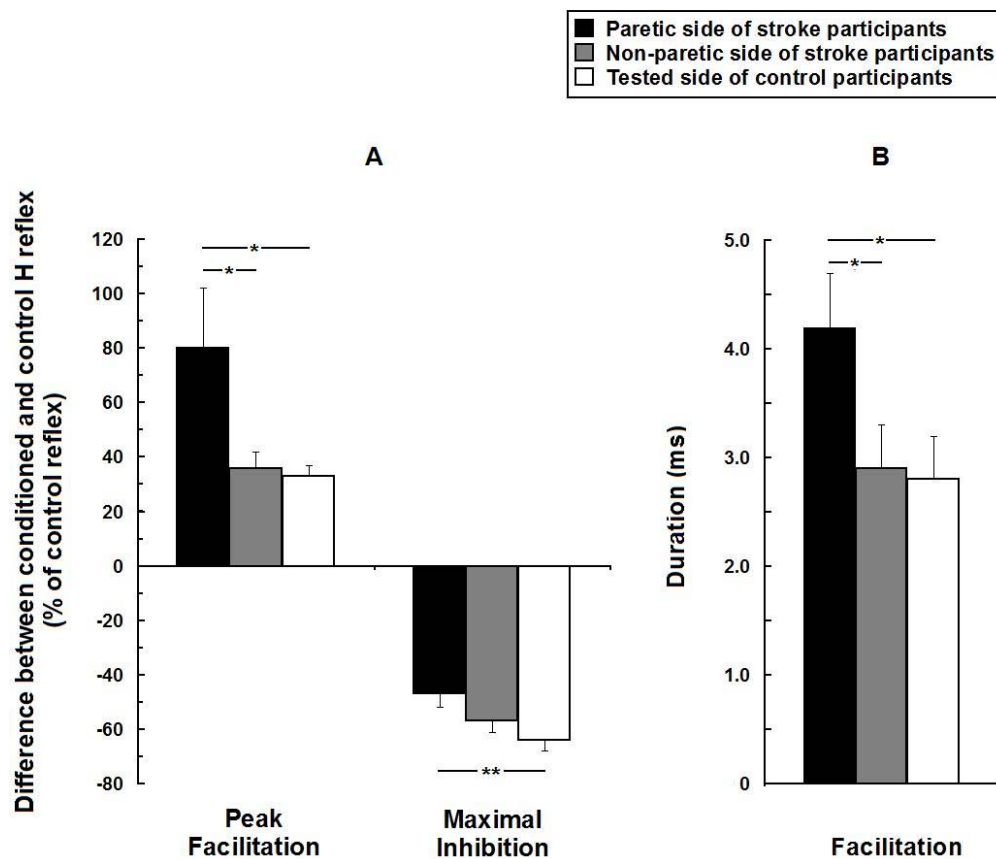 Paretic side of stroke participants
Non-paretic side of stroke participants
Tested side of control participants
A
B
Difference between conditioned and control H reflex
(% of control reflex)
120
100
80
60
40
20
0
-20
-40
-60
-80
*
*
**
Peak
Facilitation
Maximal
Inhibition
Duration (ms)
5.0
4.0
3.0
2.0
1.0
0
*
*
Facilitation